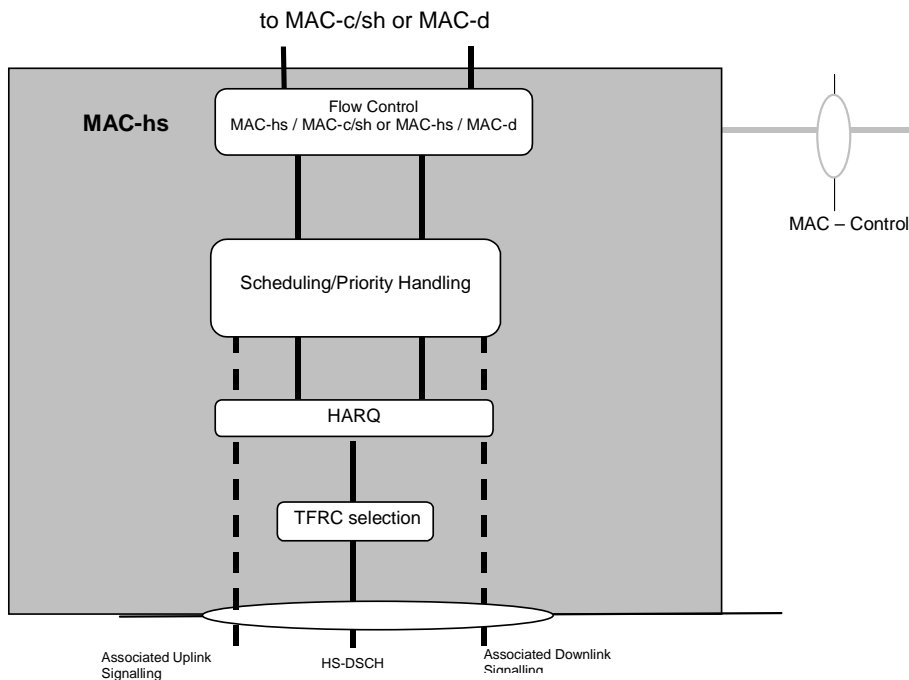 to MAC-c/sh or MAC-d
MAC-hs
Flow Control
MAC-hs / MAC-c/sh or MAC-hs / MAC-d
MAC – Control
Scheduling/Priority Handling
HARQ
TFRC selection
Associated Uplink
Signalling
HS-DSCH
Associated Downlink
Signalling